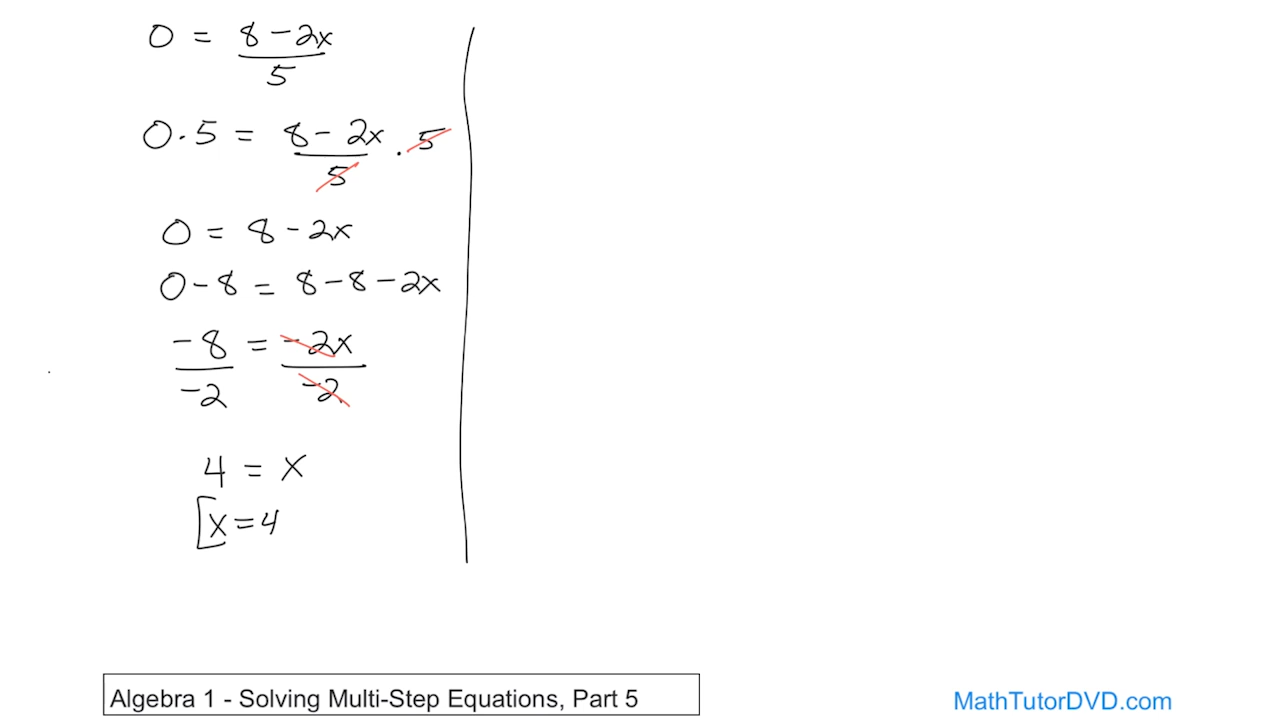 0 = 8 - 2x
5
0 · 5 = 8 - 2x · 5
5
0 = 8 - 2x
0 - 8 = 8 - 8 - 2x
-8 = -2x
-2 -2
4 = x
x = 4
Algebra 1 - Solving Multi-Step Equations, Part 5
MathTutorDVD.com